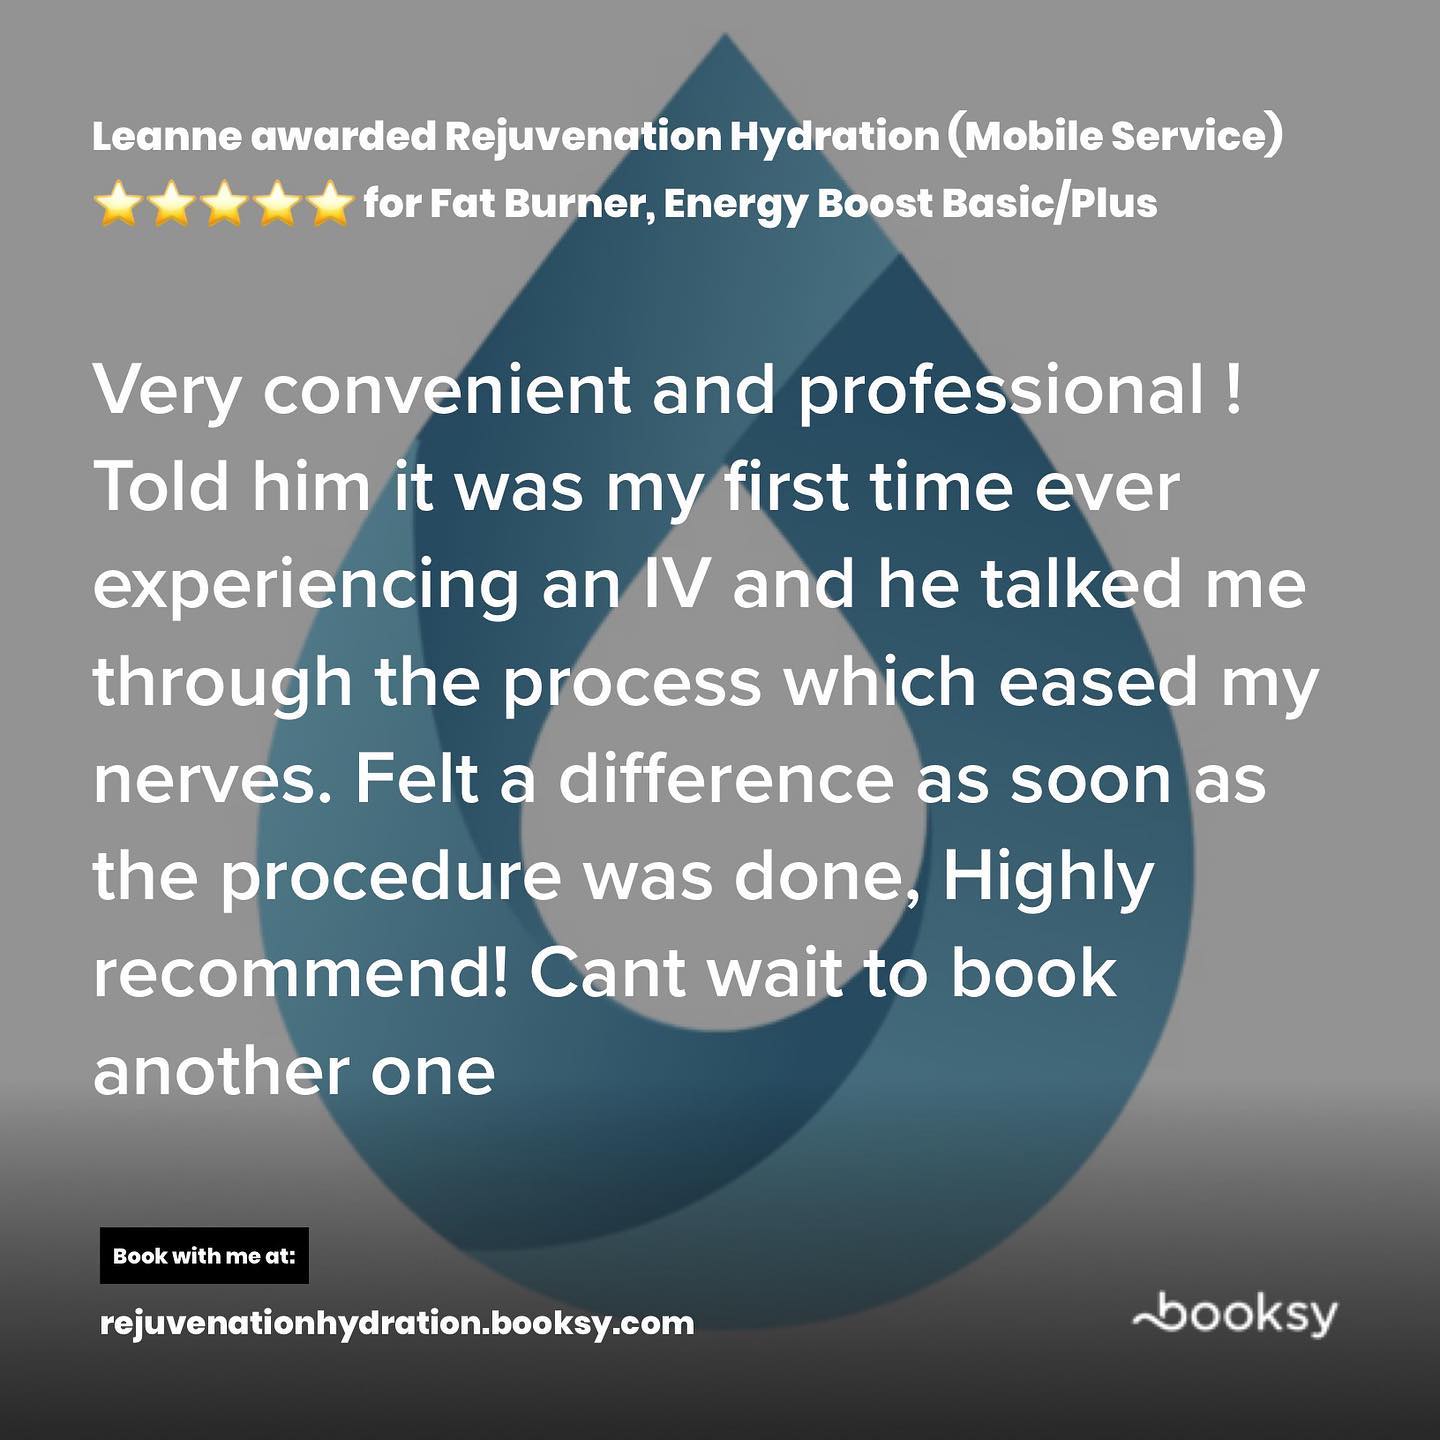 Leanne awarded Rejuvenation Hydration (Mobile Service)
⭐⭐⭐⭐⭐ for Fat Burner, Energy Boost Basic/Plus
Very convenient and professional !
Told him it was my first time ever
experiencing an IV and he talked me
through the process which eased my
nerves. Felt a difference as soon as
the procedure was done, Highly
recommend! Cant wait to book
another one
Book with me at:
rejuvenationhydration.booksy.com
booksy